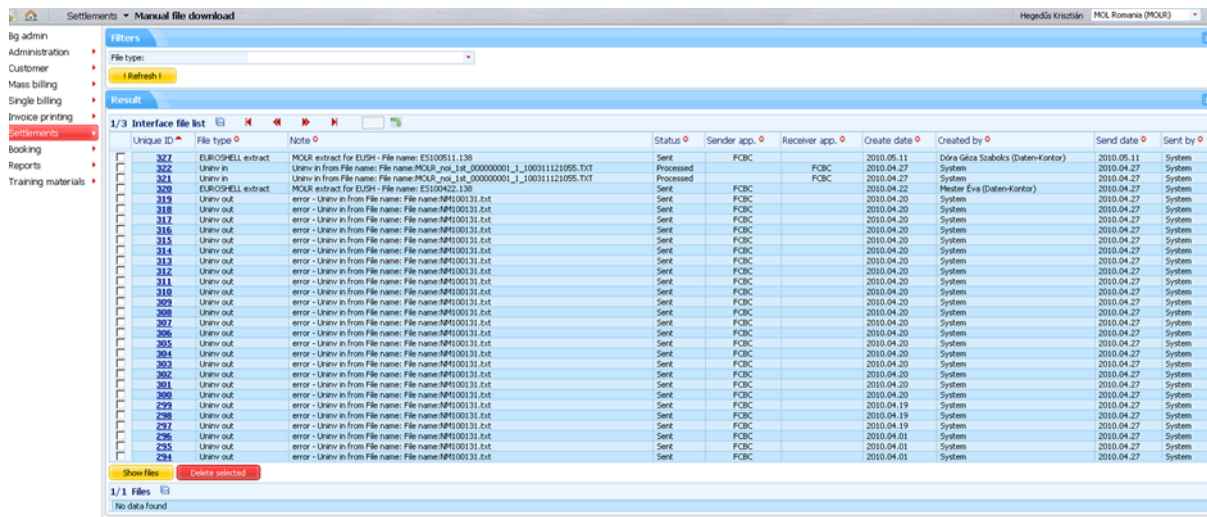 Settlements Manual file download Hegedűs Krisztián MOL Romania (MOLR)
Bg admin
Administration
Customer
Mass billing
Single billing
Invoice printing
Settlements
Booking
Reports
Training materials
Filters
File type:
! Refresh !
Result
1/3 Interface file list
Unique ID File type Note Status Sender app. Receiver app. Create date Created by Send date Sent by
327 EUROSHELL extract MOLR extract for EUSH - File name: ES100511.138 Sent FCBC 2010.05.11 Dóra Géza Szabolcs (Daten-Kontor) 2010.05.11 System
322 Uninv in Uninv in from File name: File name:MOLR_noi_1st_000000001_1_100311121055.TXT Processed FCBC 2010.04.27 System 2010.04.27 System
321 Uninv in Uninv in from File name: File name:MOLR_noi_1st_000000001_1_100311121055.TXT Processed FCBC 2010.04.27 System 2010.04.27 System
320 EUROSHELL extract MOLR extract for EUSH - File name: ES100422.138 Sent FCBC 2010.04.22 Mester Éva (Daten-Kontor) 2010.04.27 System
319 Uninv out error - Uninv in from File name: File name:NM100131.txt Sent FCBC 2010.04.20 System 2010.04.27 System
318 Uninv out error - Uninv in from File name: File name:NM100131.txt Sent FCBC 2010.04.20 System 2010.04.27 System
317 Uninv out error - Uninv in from File name: File name:NM100131.txt Sent FCBC 2010.04.20 System 2010.04.27 System
316 Uninv out error - Uninv in from File name: File name:NM100131.txt Sent FCBC 2010.04.20 System 2010.04.27 System
315 Uninv out error - Uninv in from File name: File name:NM100131.txt Sent FCBC 2010.04.20 System 2010.04.27 System
314 Uninv out error - Uninv in from File name: File name:NM100131.txt Sent FCBC 2010.04.20 System 2010.04.27 System
313 Uninv out error - Uninv in from File name: File name:NM100131.txt Sent FCBC 2010.04.20 System 2010.04.27 System
312 Uninv out error - Uninv in from File name: File name:NM100131.txt Sent FCBC 2010.04.20 System 2010.04.27 System
311 Uninv out error - Uninv in from File name: File name:NM100131.txt Sent FCBC 2010.04.20 System 2010.04.27 System
310 Uninv out error - Uninv in from File name: File name:NM100131.txt Sent FCBC 2010.04.20 System 2010.04.27 System
309 Uninv out error - Uninv in from File name: File name:NM100131.txt Sent FCBC 2010.04.20 System 2010.04.27 System
308 Uninv out error - Uninv in from File name: File name:NM100131.txt Sent FCBC 2010.04.20 System 2010.04.27 System
307 Uninv out error - Uninv in from File name: File name:NM100131.txt Sent FCBC 2010.04.20 System 2010.04.27 System
306 Uninv out error - Uninv in from File name: File name:NM100131.txt Sent FCBC 2010.04.20 System 2010.04.27 System
305 Uninv out error - Uninv in from File name: File name:NM100131.txt Sent FCBC 2010.04.20 System 2010.04.27 System
304 Uninv out error - Uninv in from File name: File name:NM100131.txt Sent FCBC 2010.04.20 System 2010.04.27 System
303 Uninv out error - Uninv in from File name: File name:NM100131.txt Sent FCBC 2010.04.20 System 2010.04.27 System
302 Uninv out error - Uninv in from File name: File name:NM100131.txt Sent FCBC 2010.04.20 System 2010.04.27 System
301 Uninv out error - Uninv in from File name: File name:NM100131.txt Sent FCBC 2010.04.20 System 2010.04.27 System
300 Uninv out error - Uninv in from File name: File name:NM100131.txt Sent FCBC 2010.04.20 System 2010.04.27 System
299 Uninv out error - Uninv in from File name: File name:NM100131.txt Sent FCBC 2010.04.19 System 2010.04.27 System
298 Uninv out error - Uninv in from File name: File name:NM100131.txt Sent FCBC 2010.04.19 System 2010.04.27 System
297 Uninv out error - Uninv in from File name: File name:NM100131.txt Sent FCBC 2010.04.19 System 2010.04.27 System
296 Uninv out error - Uninv in from File name: File name:NM100131.txt Sent FCBC 2010.04.01 System 2010.04.27 System
295 Uninv out error - Uninv in from File name: File name:NM100131.txt Sent FCBC 2010.04.01 System 2010.04.27 System
294 Uninv out error - Uninv in from File name: File name:NM100131.txt Sent FCBC 2010.04.01 System 2010.04.27 System
Show files Delete selected
1/1 Files
No data found